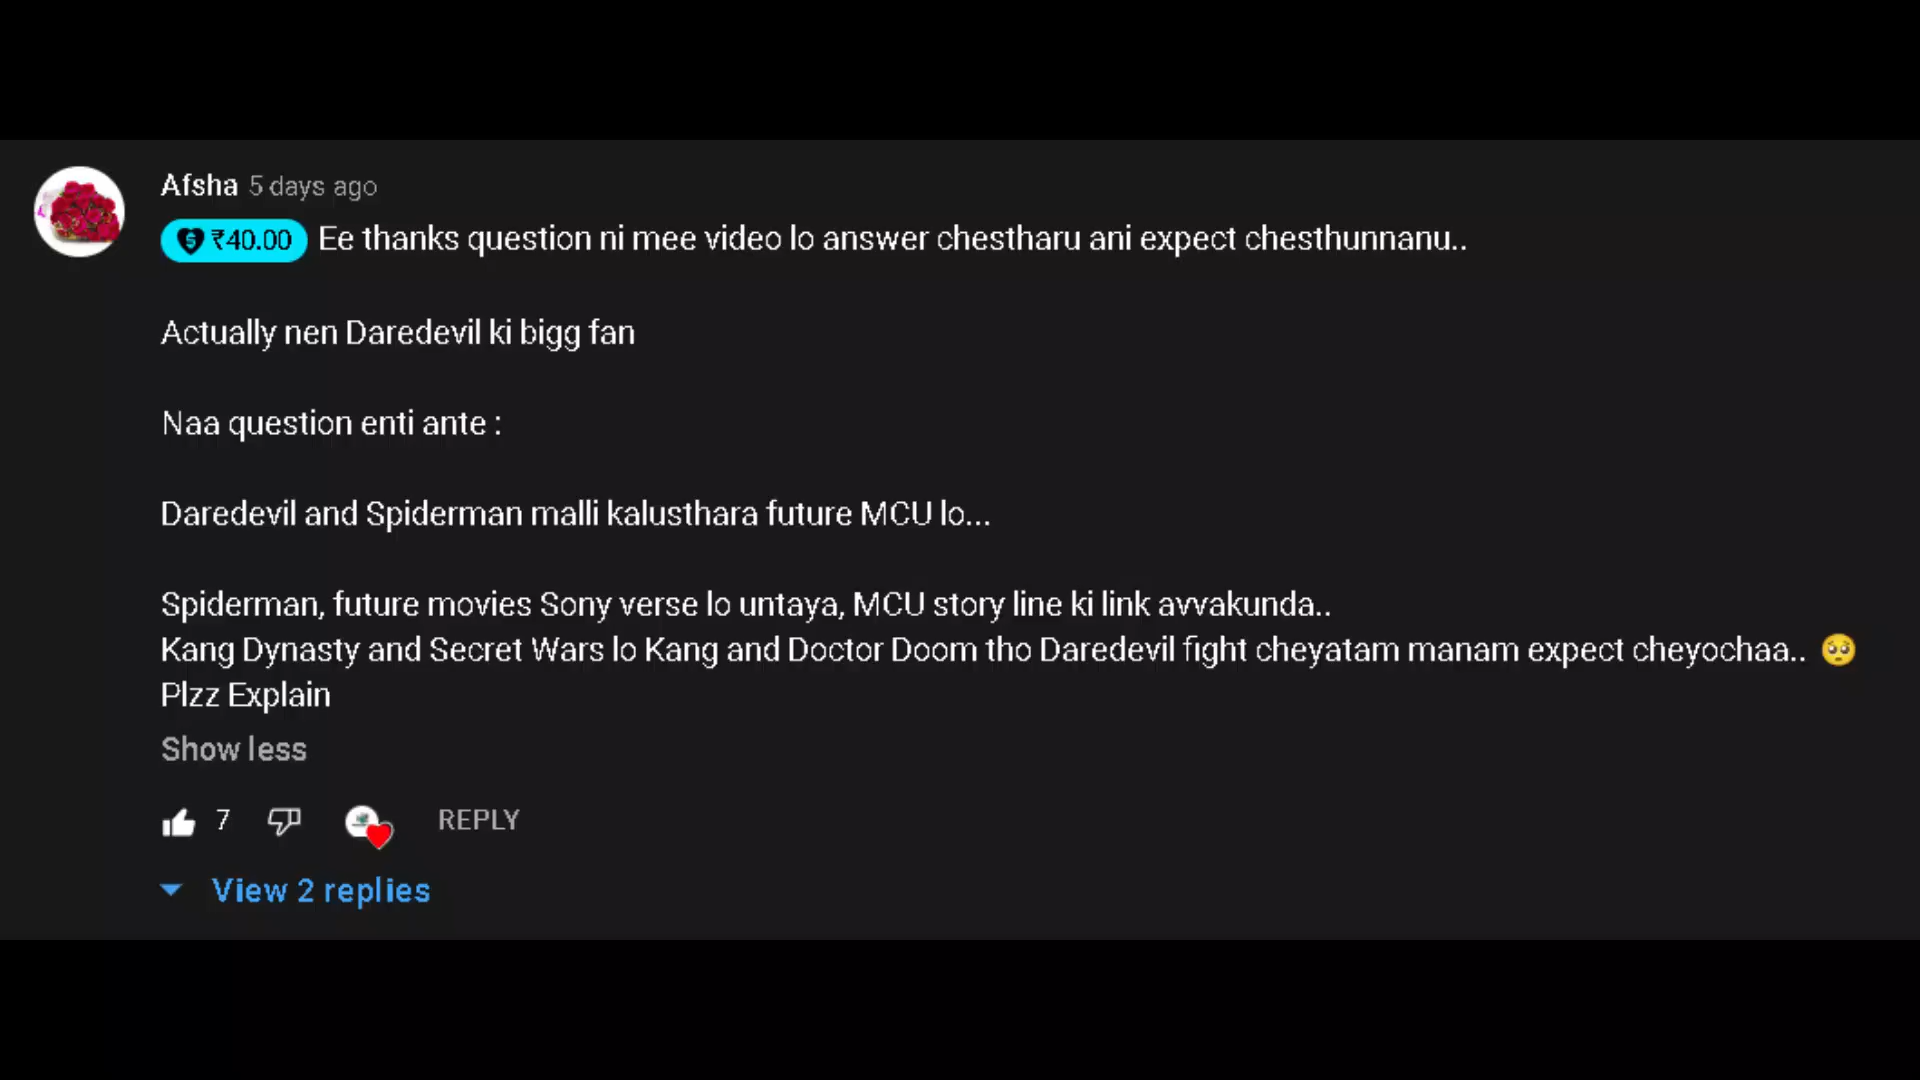 Afsha 5 days ago
₹40.00 Ee thanks question ni mee video lo answer chestharu ani expect chesthunnanu..
Actually nen Daredevil ki bigg fan
Naa question enti ante :
Daredevil and Spiderman malli kalusthara future MCU lo...
Spiderman, future movies Sony verse lo untaya, MCU story line ki link avvakunda..
Kang Dynasty and Secret Wars lo Kang and Doctor Doom tho Daredevil fight cheyatam manam expect cheyochaa.. 🥺
Plzz Explain
Show less
7 REPLY
View 2 replies